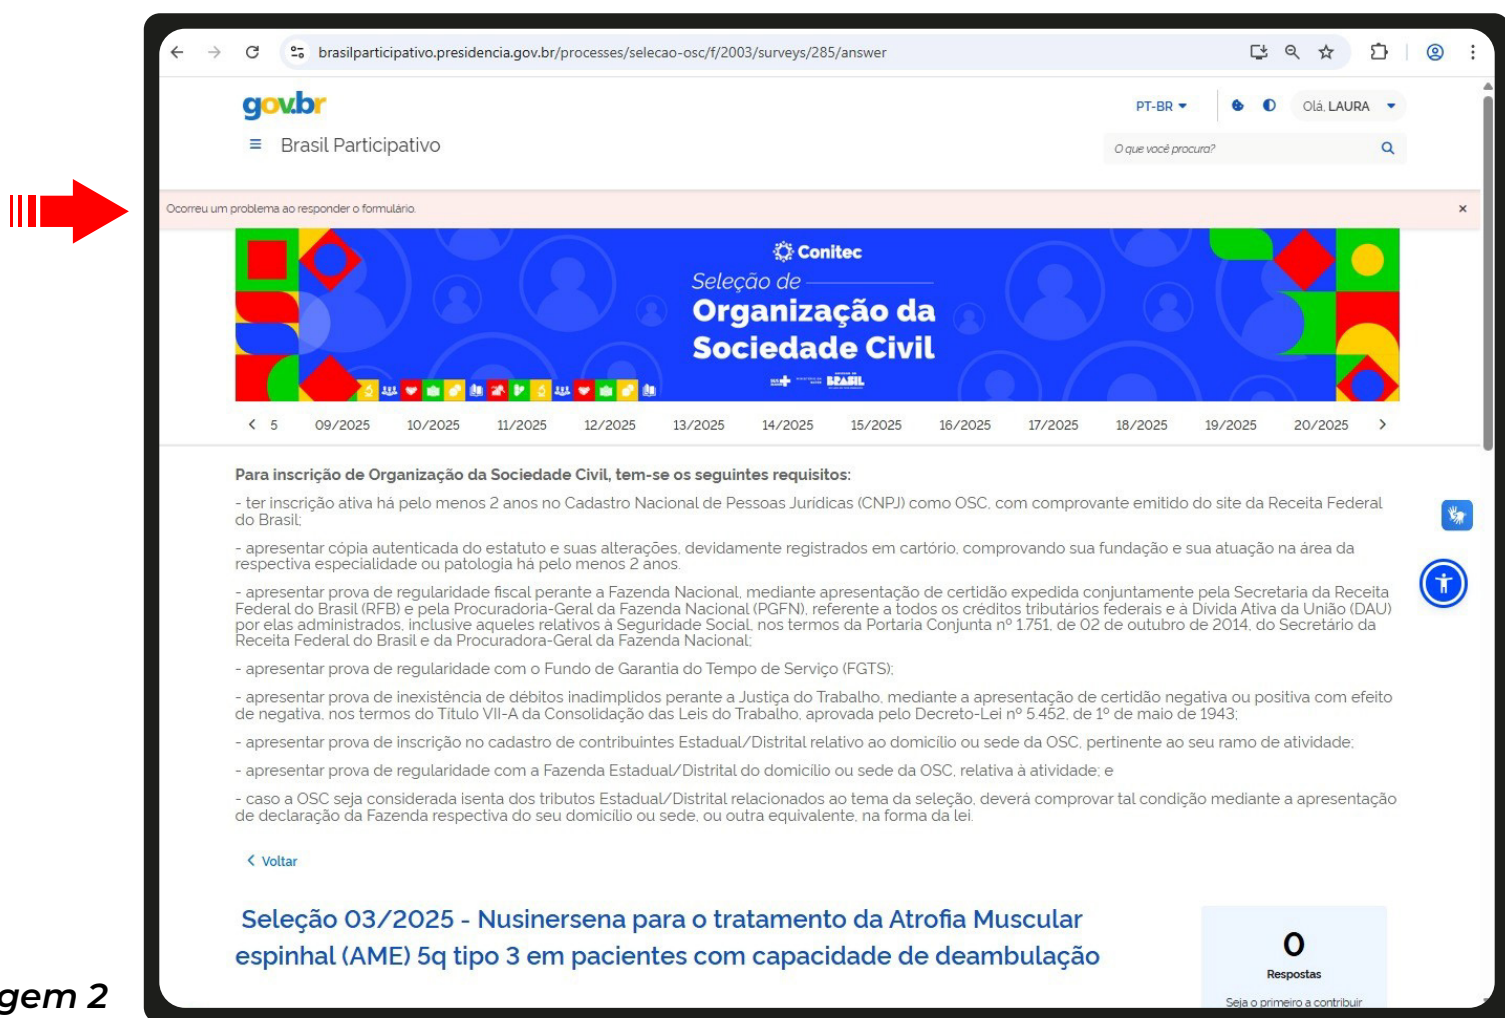 brasilparticipativo.presidencia.gov.br/processes/selecao-osc/f/2003/surveys/285/answer
gov.br
PT-BR
Olá, LAURA
Brasil Participativo
O que você procura?
Ocorreu um problema ao responder o formulário.
×
Conitec
Seleção de
Organização da
Sociedade Civil
BRASIL
5 09/2025 10/2025 11/2025 12/2025 13/2025 14/2025 15/2025 16/2025 17/2025 18/2025 19/2025 20/2025
Para inscrição de Organização da Sociedade Civil, tem-se os seguintes requisitos:
- ter inscrição ativa há pelo menos 2 anos no Cadastro Nacional de Pessoas Jurídicas (CNPJ) como OSC, com comprovante emitido do site da Receita Federal
do Brasil;
- apresentar cópia autenticada do estatuto e suas alterações, devidamente registrados em cartório, comprovando sua fundação e sua atuação na área da
respectiva especialidade ou patologia há pelo menos 2 anos.
- apresentar prova de regularidade fiscal perante a Fazenda Nacional, mediante apresentação de certidão expedida conjuntamente pela Secretaria da Receita
Federal do Brasil (RFB) e pela Procuradoria-Geral da Fazenda Nacional (PGFN), referente a todos os créditos tributários federais e à Dívida Ativa da União (DAU)
por elas administrados, inclusive aqueles relativos à Seguridade Social, nos termos da Portaria Conjunta nº 1.751, de 02 de outubro de 2014, do Secretário da
Receita Federal do Brasil e da Procuradora-Geral da Fazenda Nacional;
- apresentar prova de regularidade com o Fundo de Garantia do Tempo de Serviço (FGTS);
- apresentar prova de inexistência de débitos inadimplidos perante a Justiça do Trabalho, mediante a apresentação de certidão negativa ou positiva com efeito
de negativa, nos termos do Título VII-A da Consolidação das Leis do Trabalho, aprovada pelo Decreto-Lei nº 5.452, de 1º de maio de 1943;
- apresentar prova de inscrição no cadastro de contribuintes Estadual/Distrital relativo ao domicílio ou sede da OSC, pertinente ao seu ramo de atividade;
- apresentar prova de regularidade com a Fazenda Estadual/Distrital do domicílio ou sede da OSC, relativa à atividade; e
- caso a OSC seja considerada isenta dos tributos Estadual/Distrital relacionados ao tema da seleção, deverá comprovar tal condição mediante a apresentação
de declaração da Fazenda respectiva do seu domicílio ou sede, ou outra equivalente, na forma da lei.
Voltar
Seleção 03/2025 - Nusinersena para o tratamento da Atrofia Muscular
espinhal (AME) 5q tipo 3 em pacientes com capacidade de deambulação
0
Respostas
Seja o primeiro a contribuir
gem 2